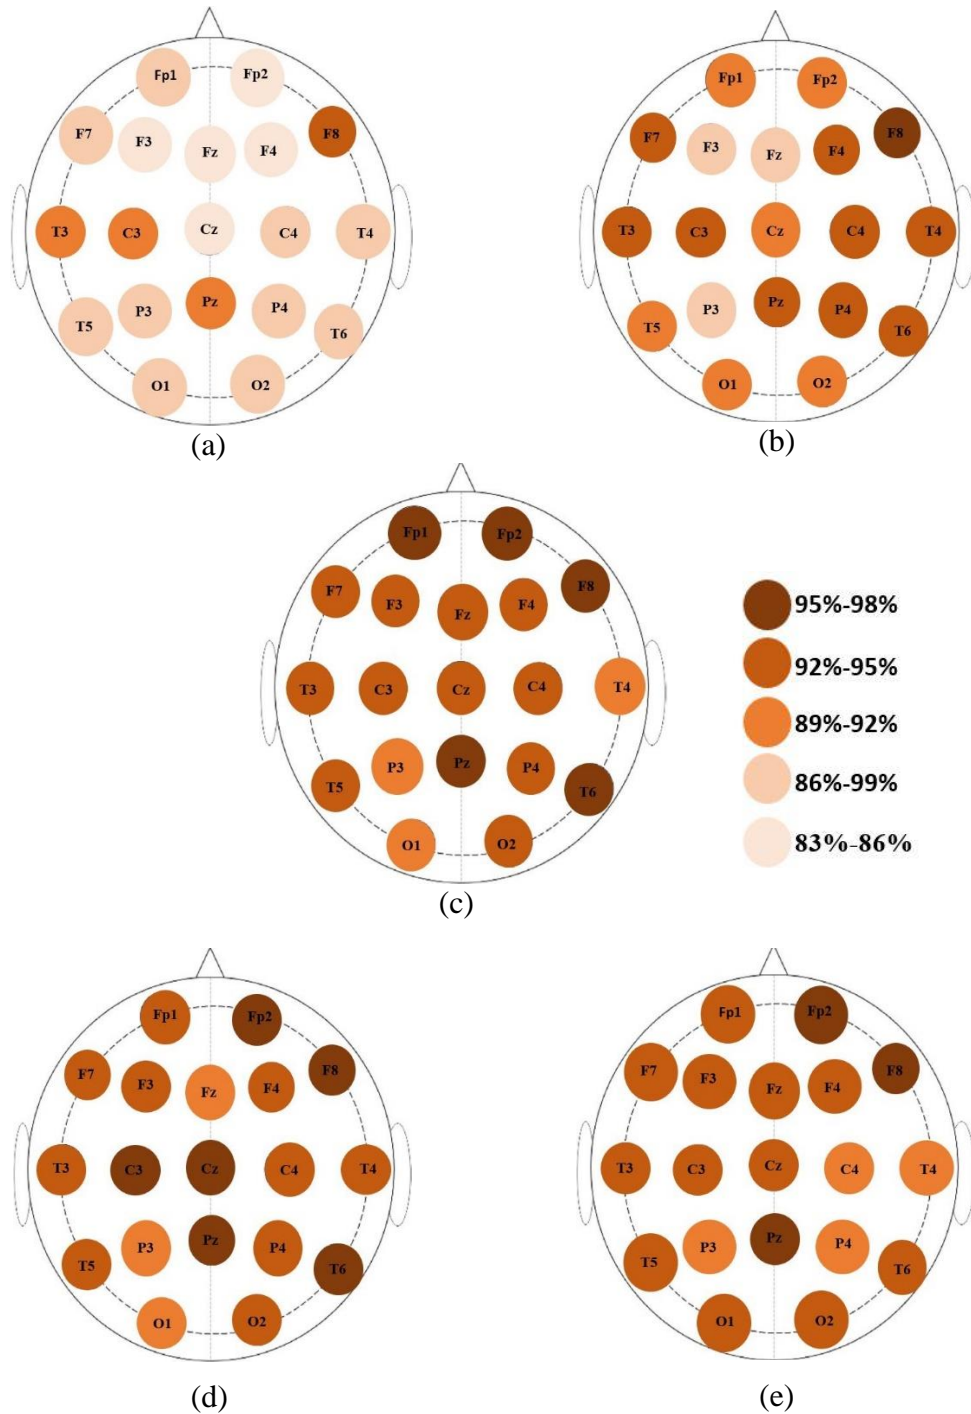 Fp1 Fp2
F7 F3 Fz F4 F8
T3 C3 Cz C4 T4
T5 P3 Pz P4 T6
O1 O2
(a)
Fp1 Fp2
F7 F3 Fz F4 F8
T3 C3 Cz C4 T4
T5 P3 Pz P4 T6
O1 O2
(b)
Fp1 Fp2
F7 F3 Fz F4 F8
T3 C3 Cz C4 T4
T5 P3 Pz P4 T6
O1 O2
(c)
95%-98%
92%-95%
89%-92%
86%-99%
83%-86%
Fp1 Fp2
F7 F3 Fz F4 F8
T3 C3 Cz C4 T4
T5 P3 Pz P4 T6
O1 O2
(d)
Fp1 Fp2
F7 F3 Fz F4 F8
T3 C3 Cz C4 T4
T5 P3 Pz P4 T6
O1 O2
(e)